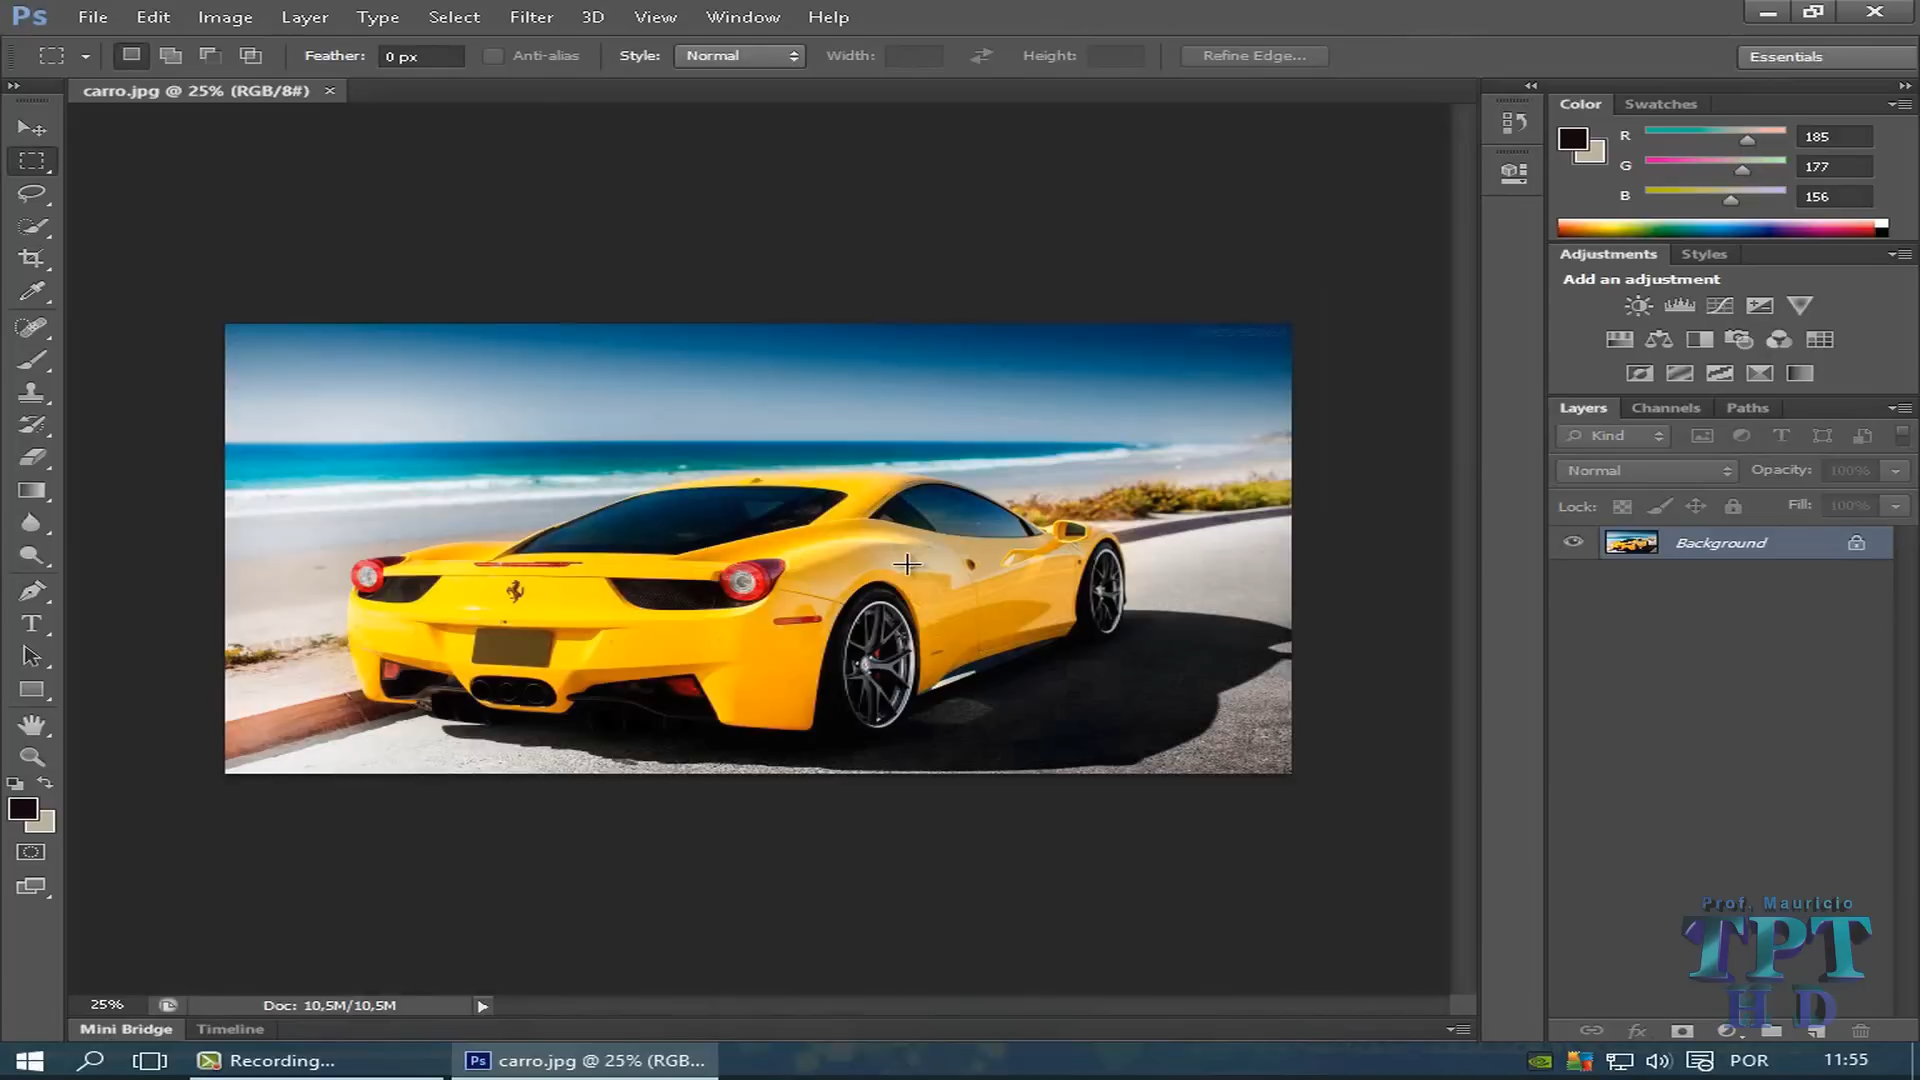 Ps File Edit Image Layer Type Select Filter 3D View Window Help
Feather: 0 px Anti-alias Style: Normal Width: Height: Refine Edge... Essentials
carro.jpg @ 25% (RGB/8#) ×
Color Swatches
R 185
G 177
B 156
Adjustments Styles
Add an adjustment
Layers Channels Paths
Kind
Normal Opacity: 100%
Lock: Fill: 100%
Background
Prof. Mauricio
TPT
HD
25% Doc: 10,5M/10,5M
Mini Bridge Timeline
Recording... Ps carro.jpg @ 25% (RGB... POR 11:55